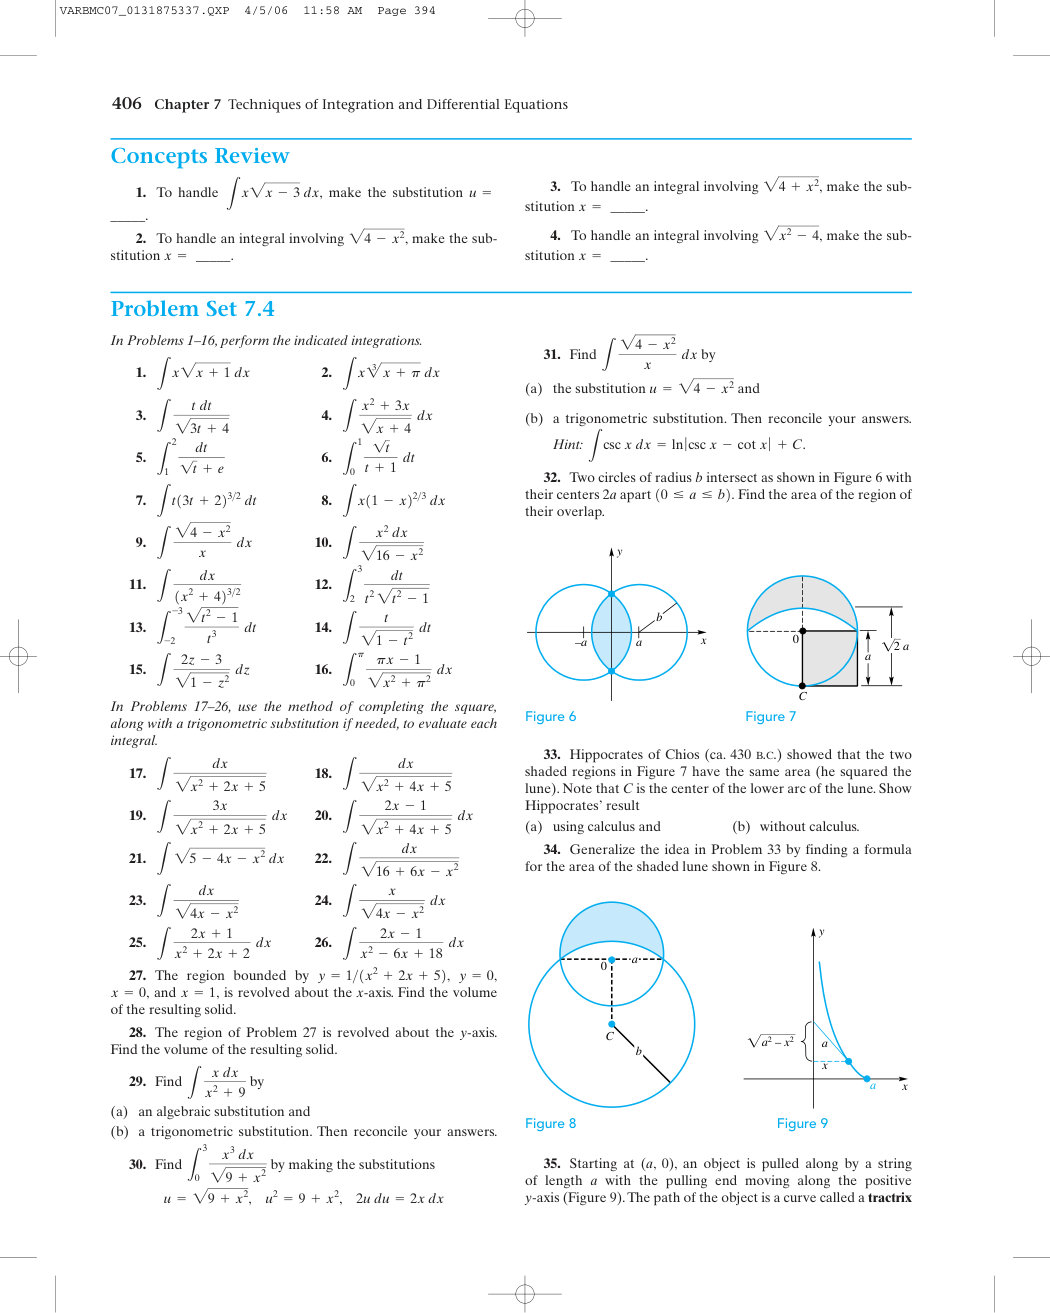 VARBMC07_0131875337.QXP 4/5/06 11:58 AM Page 394
406 Chapter 7 Techniques of Integration and Differential Equations
Concepts Review
1. To handle ∫ x√(x − 3) dx, make the substitution u =
_____.
2. To handle an integral involving √(4 − x²), make the sub-
stitution x = _____.
3. To handle an integral involving √(4 + x²), make the sub-
stitution x = _____.
4. To handle an integral involving √(x² − 4), make the sub-
stitution x = _____.
Problem Set 7.4
In Problems 1–16, perform the indicated integrations.
1. ∫ x√(x + 1) dx 2. ∫ x∛(x + π) dx
3. ∫ t dt/√(3t + 4) 4. ∫ (x² + 3x)/√(x + 4) dx
5. ∫₁² dt/(√t + e) 6. ∫₀¹ √t/(t + 1) dt
7. ∫ t(3t + 2)^(3/2) dt 8. ∫ x(1 − x)^(2/3) dx
9. ∫ √(4 − x²)/x dx 10. ∫ x² dx/√(16 − x²)
11. ∫ dx/(x² + 4)^(3/2) 12. ∫₂³ dt/(t²√(t² − 1))
13. ∫₋₂⁻³ √(t² − 1)/t³ dt 14. ∫ t/√(1 − t²) dt
15. ∫ (2z − 3)/√(1 − z²) dz 16. ∫₀^π (πx − 1)/√(x² + π²) dx
In Problems 17–26, use the method of completing the square,
along with a trigonometric substitution if needed, to evaluate each
integral.
17. ∫ dx/√(x² + 2x + 5) 18. ∫ dx/√(x² + 4x + 5)
19. ∫ 3x/√(x² + 2x + 5) dx 20. ∫ (2x − 1)/√(x² + 4x + 5) dx
21. ∫ √(5 − 4x − x²) dx 22. ∫ dx/√(16 + 6x − x²)
23. ∫ dx/√(4x − x²) 24. ∫ x/√(4x − x²) dx
25. ∫ (2x + 1)/(x² + 2x + 2) dx 26. ∫ (2x − 1)/(x² − 6x + 18) dx
27. The region bounded by y = 1/(x² + 2x + 5), y = 0,
x = 0, and x = 1, is revolved about the x-axis. Find the volume
of the resulting solid.
28. The region of Problem 27 is revolved about the y-axis.
Find the volume of the resulting solid.
29. Find ∫ x dx/(x² + 9) by
(a) an algebraic substitution and
(b) a trigonometric substitution. Then reconcile your answers.
30. Find ∫₀³ x³ dx/√(9 + x²) by making the substitutions
u = √(9 + x²), u² = 9 + x², 2u du = 2x dx
31. Find ∫ √(4 − x²)/x dx by
(a) the substitution u = √(4 − x²) and
(b) a trigonometric substitution. Then reconcile your answers.
Hint: ∫ csc x dx = ln|csc x − cot x| + C.
32. Two circles of radius b intersect as shown in Figure 6 with
their centers 2a apart (0 ≤ a ≤ b). Find the area of the region of
their overlap.
y
b
–a a x
Figure 6
0
√2 a
a
C
Figure 7
33. Hippocrates of Chios (ca. 430 B.C.) showed that the two
shaded regions in Figure 7 have the same area (he squared the
lune). Note that C is the center of the lower arc of the lune. Show
Hippocrates' result
(a) using calculus and (b) without calculus.
34. Generalize the idea in Problem 33 by finding a formula
for the area of the shaded lune shown in Figure 8.
0 a
C
b
Figure 8
y
√(a² – x²) a
x
a x
Figure 9
35. Starting at (a, 0), an object is pulled along by a string
of length a with the pulling end moving along the positive
y-axis (Figure 9). The path of the object is a curve called a tractrix